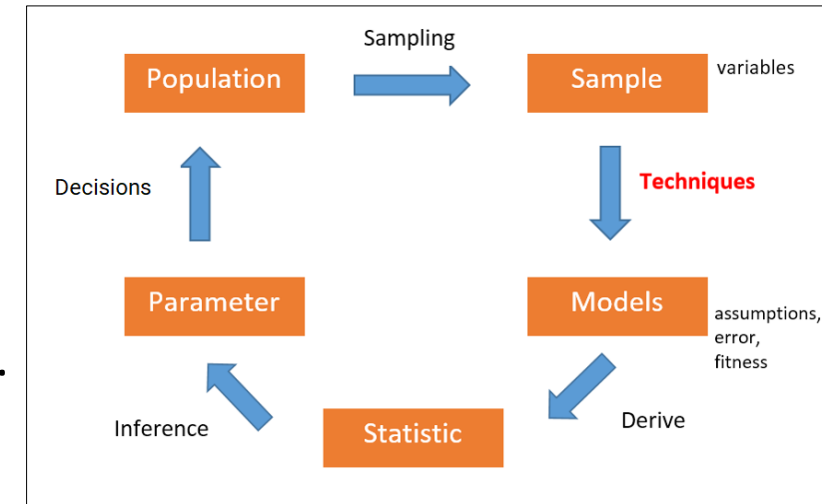 Sampling
Population
Sample
variables
Decisions
Techniques
Parameter
Models
assumptions,
error,
fitness
Inference
Statistic
Derive